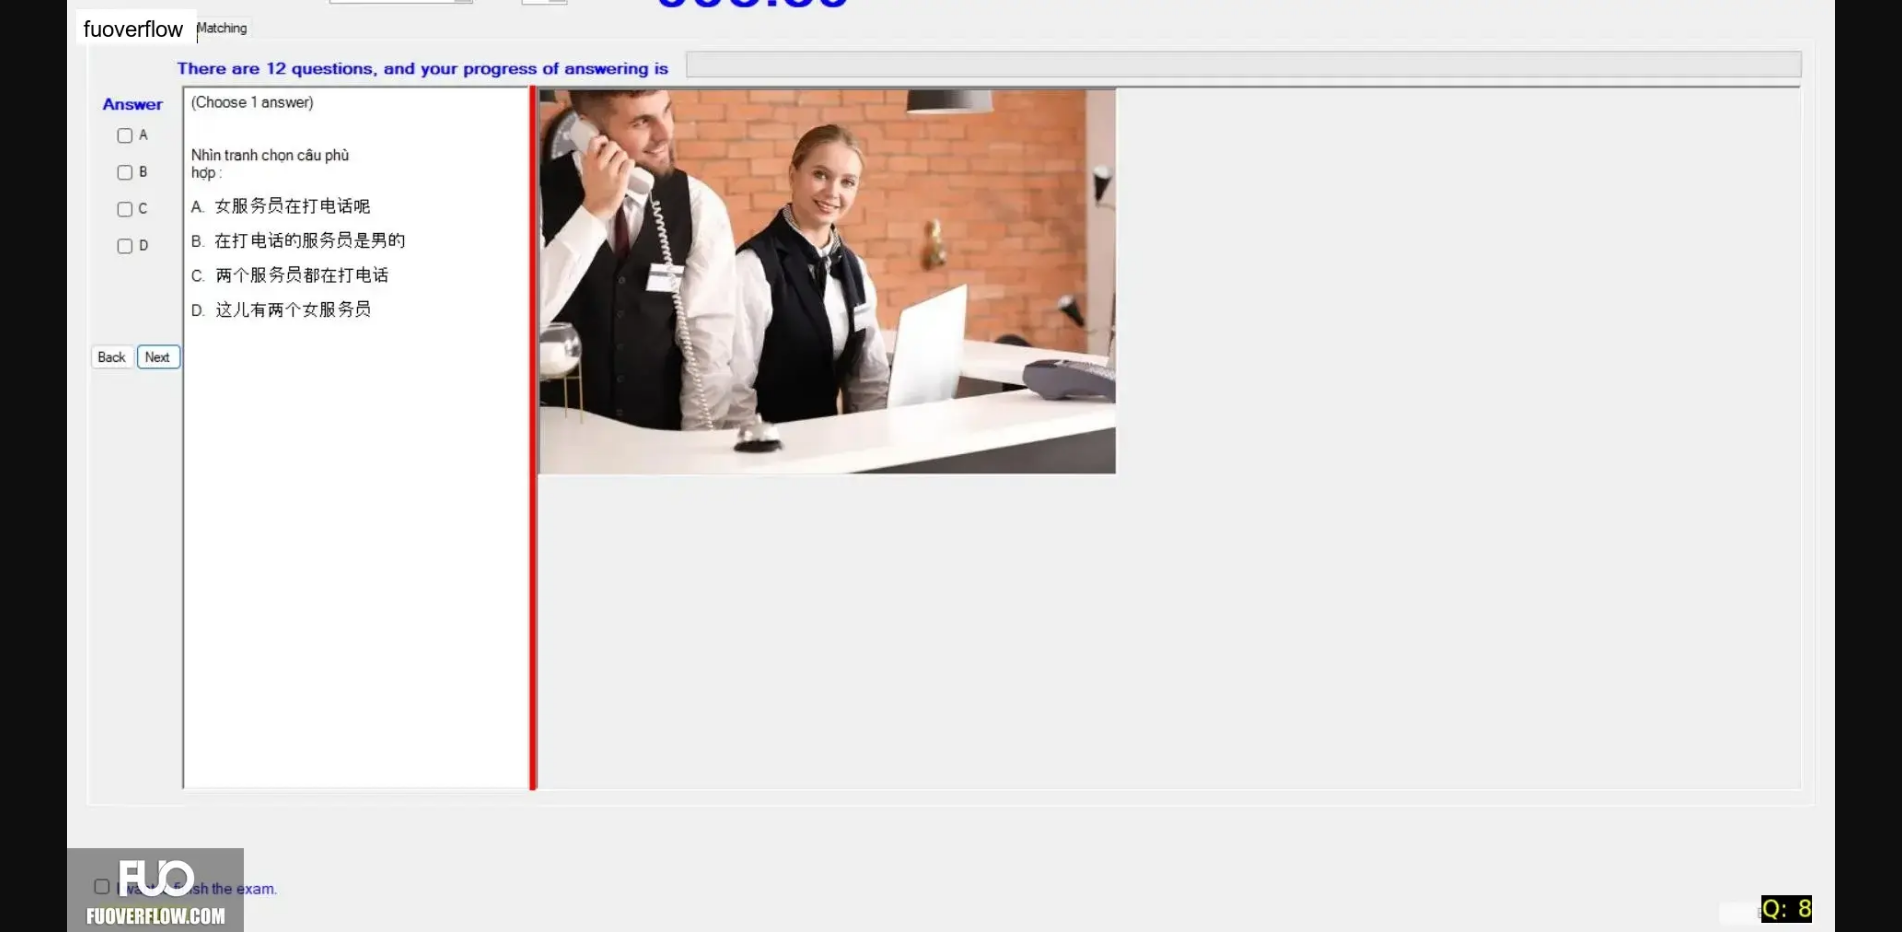 fuoverflow
Matching
There are 12 questions, and your progress of answering is
Answer
(Choose 1 answer)
A
B
C
D
Nhìn tranh chọn câu phù
hợp :
A. 女服务员在打电话呢
B. 在打电话的服务员是男的
C. 两个服务员都在打电话
D. 这儿有两个女服务员
Back
Next
FUO
the exam.
FUOVERFLOW.COM
Q: 8